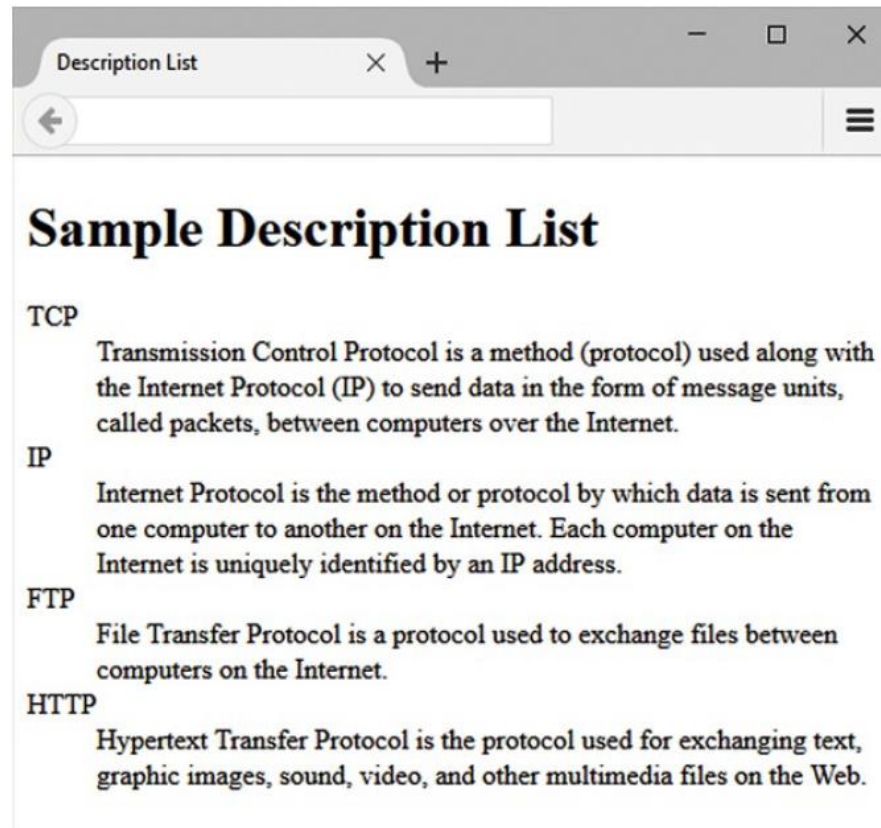 Description List
Sample Description List
TCP
Transmission Control Protocol is a method (protocol) used along with
the Internet Protocol (IP) to send data in the form of message units,
called packets, between computers over the Internet.
IP
Internet Protocol is the method or protocol by which data is sent from
one computer to another on the Internet. Each computer on the
Internet is uniquely identified by an IP address.
FTP
File Transfer Protocol is a protocol used to exchange files between
computers on the Internet.
HTTP
Hypertext Transfer Protocol is the protocol used for exchanging text,
graphic images, sound, video, and other multimedia files on the Web.